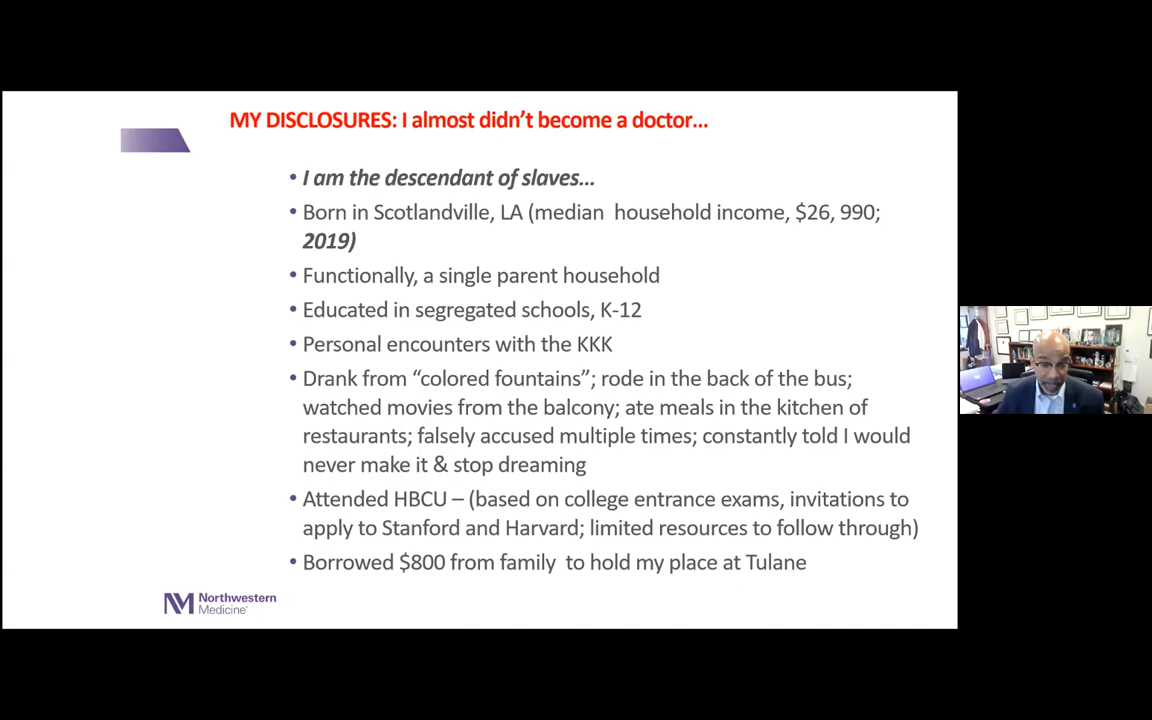 MY DISCLOSURES: I almost didn’t become a doctor...
• I am the descendant of slaves...
• Born in Scotlandville, LA (median  household income, $26, 990;
2019)
• Functionally, a single parent household
• Educated in segregated schools, K-12
• Personal encounters with the KKK
• Drank from “colored fountains”; rode in the back of the bus;
watched movies from the balcony; ate meals in the kitchen of
restaurants; falsely accused multiple times; constantly told I would
never make it & stop dreaming
• Attended HBCU – (based on college entrance exams, invitations to
apply to Stanford and Harvard; limited resources to follow through)
• Borrowed $800 from family  to hold my place at Tulane
Northwestern
Medicine®